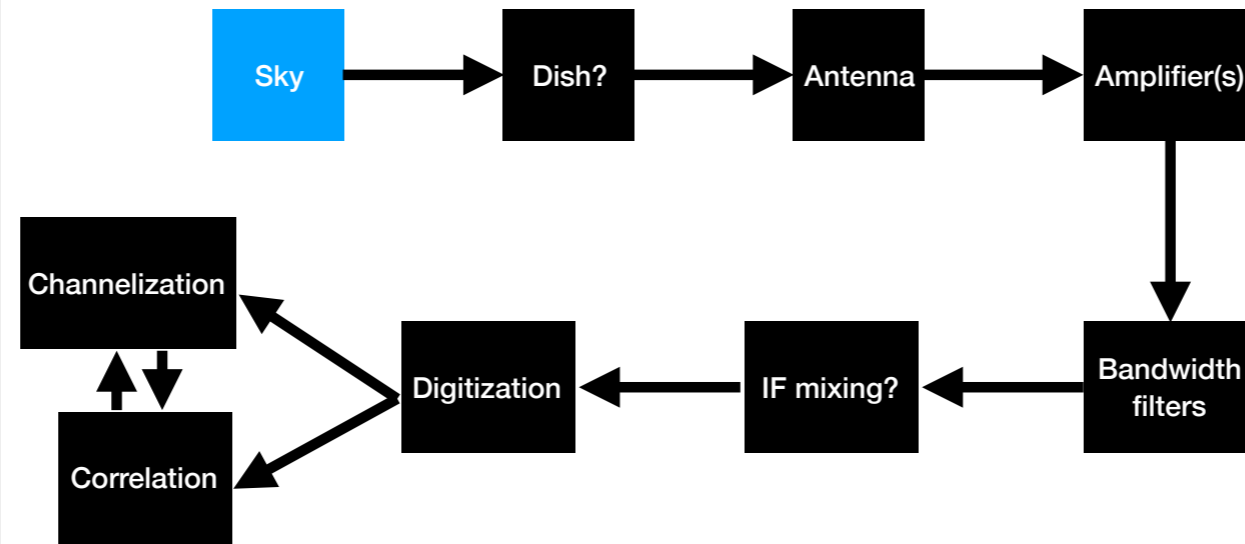 Sky
Dish?
Antenna
Amplifier(s)
Bandwidth
filters
IF mixing?
Digitization
Channelization
Correlation